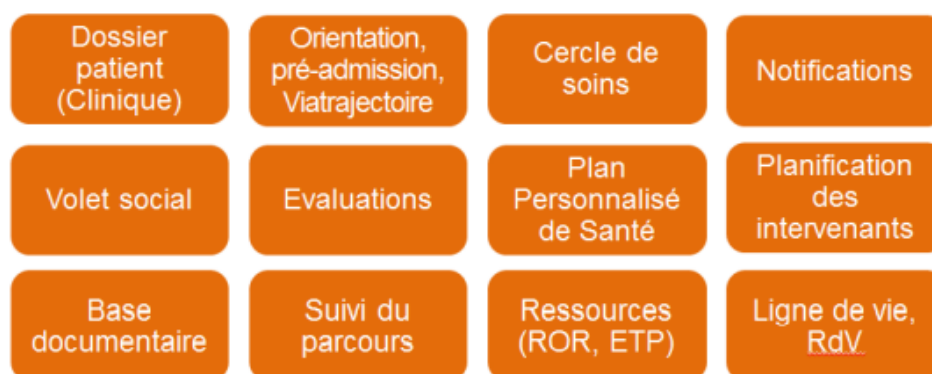 Dossier
patient
(Clinique)
Orientation,
pré-admission,
Viatrajectoire
Cercle de
soins
Notifications
Volet social
Evaluations
Plan
Personnalisé
de Santé
Planification
des
intervenants
Base
documentaire
Suivi du
parcours
Ressources
(ROR, ETP)
Ligne de vie,
RdV